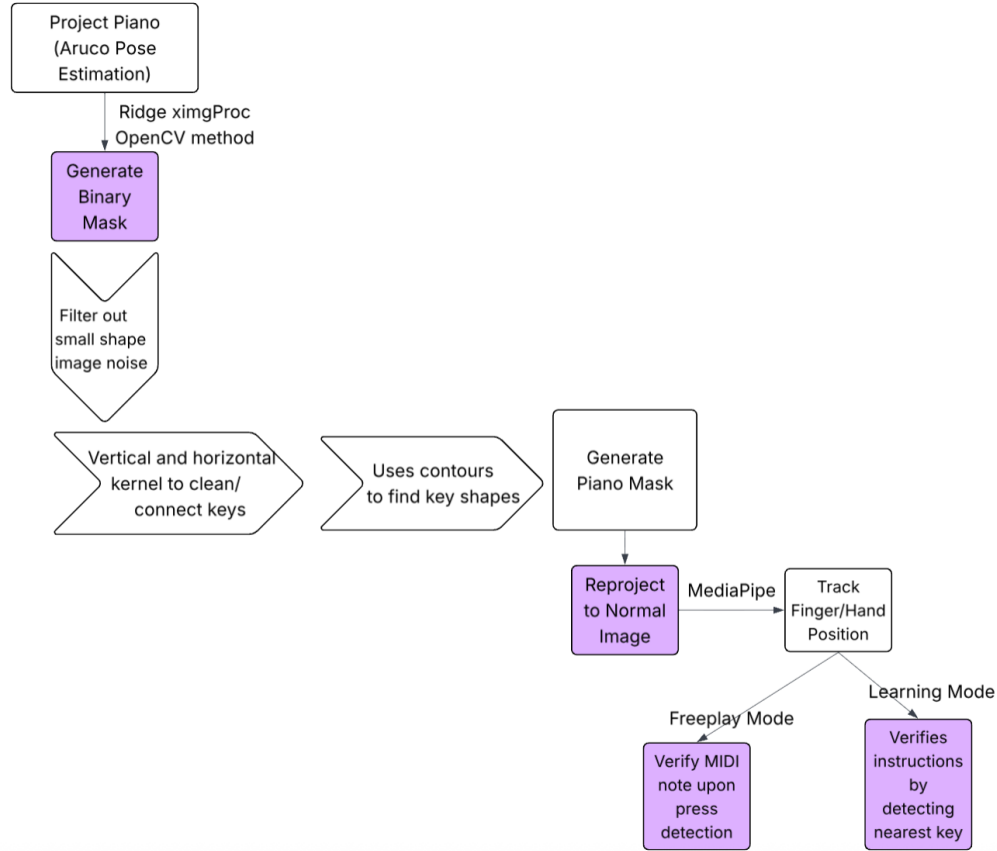 Project Piano
(Aruco Pose
Estimation)
Ridge ximgProc
OpenCV method
Generate
Binary
Mask
Filter out
small shape
image noise
Vertical and horizontal
kernel to clean/
connect keys
Uses contours
to find key shapes
Generate
Piano Mask
Reproject
to Normal
Image
MediaPipe
Track
Finger/Hand
Position
Freeplay Mode
Learning Mode
Verify MIDI
note upon
press
detection
Verifies
instructions
by
detecting
nearest key